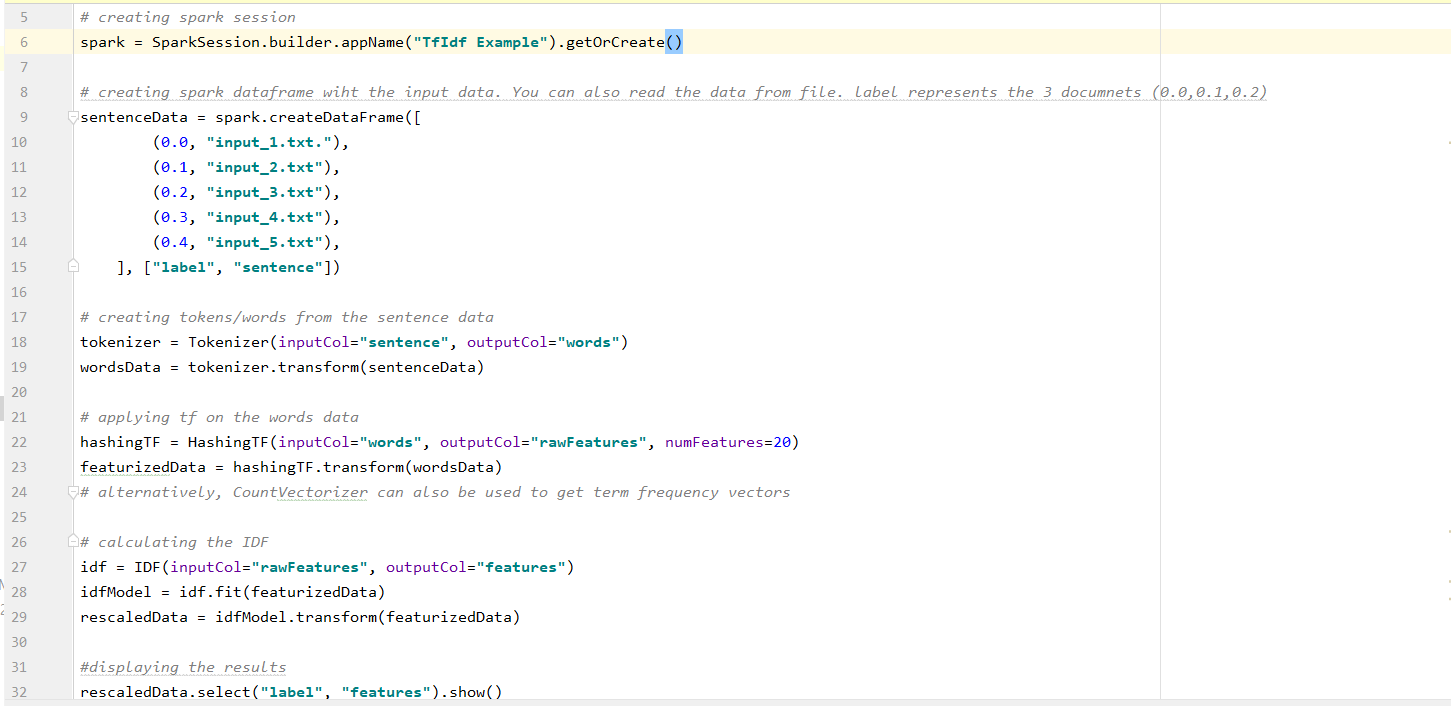 5 # creating spark session
6 spark = SparkSession.builder.appName("TfIdf Example").getOrCreate()
7
8 # creating spark dataframe wiht the input data. You can also read the data from file. label represents the 3 documnets (0.0,0.1,0.2)
9 sentenceData = spark.createDataFrame([
10         (0.0, "input_1.txt."),
11         (0.1, "input_2.txt"),
12         (0.2, "input_3.txt"),
13         (0.3, "input_4.txt"),
14         (0.4, "input_5.txt"),
15     ], ["label", "sentence"])
16
17 # creating tokens/words from the sentence data
18 tokenizer = Tokenizer(inputCol="sentence", outputCol="words")
19 wordsData = tokenizer.transform(sentenceData)
20
21 # applying tf on the words data
22 hashingTF = HashingTF(inputCol="words", outputCol="rawFeatures", numFeatures=20)
23 featurizedData = hashingTF.transform(wordsData)
24 # alternatively, CountVectorizer can also be used to get term frequency vectors
25
26 # calculating the IDF
27 idf = IDF(inputCol="rawFeatures", outputCol="features")
28 idfModel = idf.fit(featurizedData)
29 rescaledData = idfModel.transform(featurizedData)
30
31 #displaying the results
32 rescaledData.select("label", "features").show()